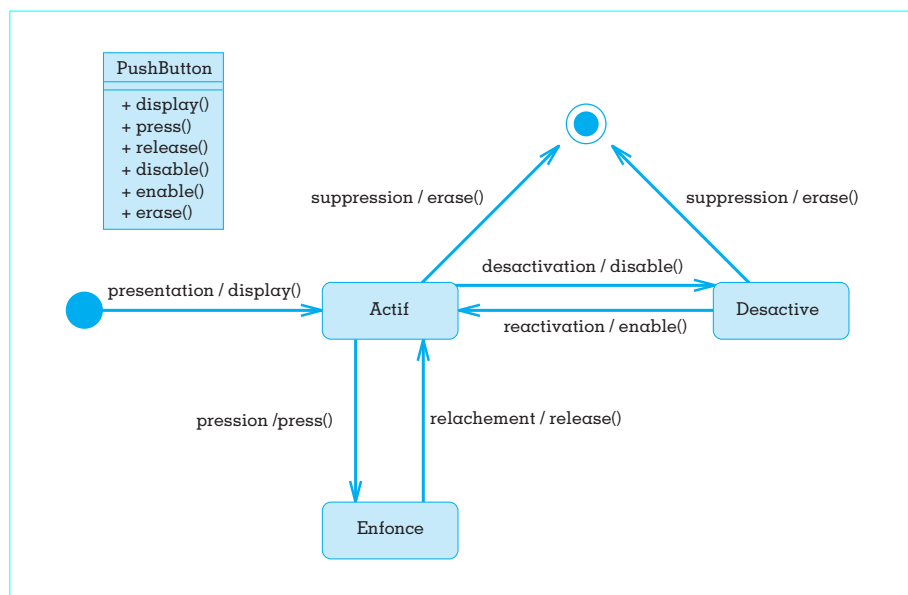 PushButton
+ display()
+ press()
+ release()
+ disable()
+ enable()
+ erase()
suppression / erase()
suppression / erase()
desactivation / disable()
presentation / display()
Actif
Desactive
reactivation / enable()
pression /press()
relachement / release()
Enfonce